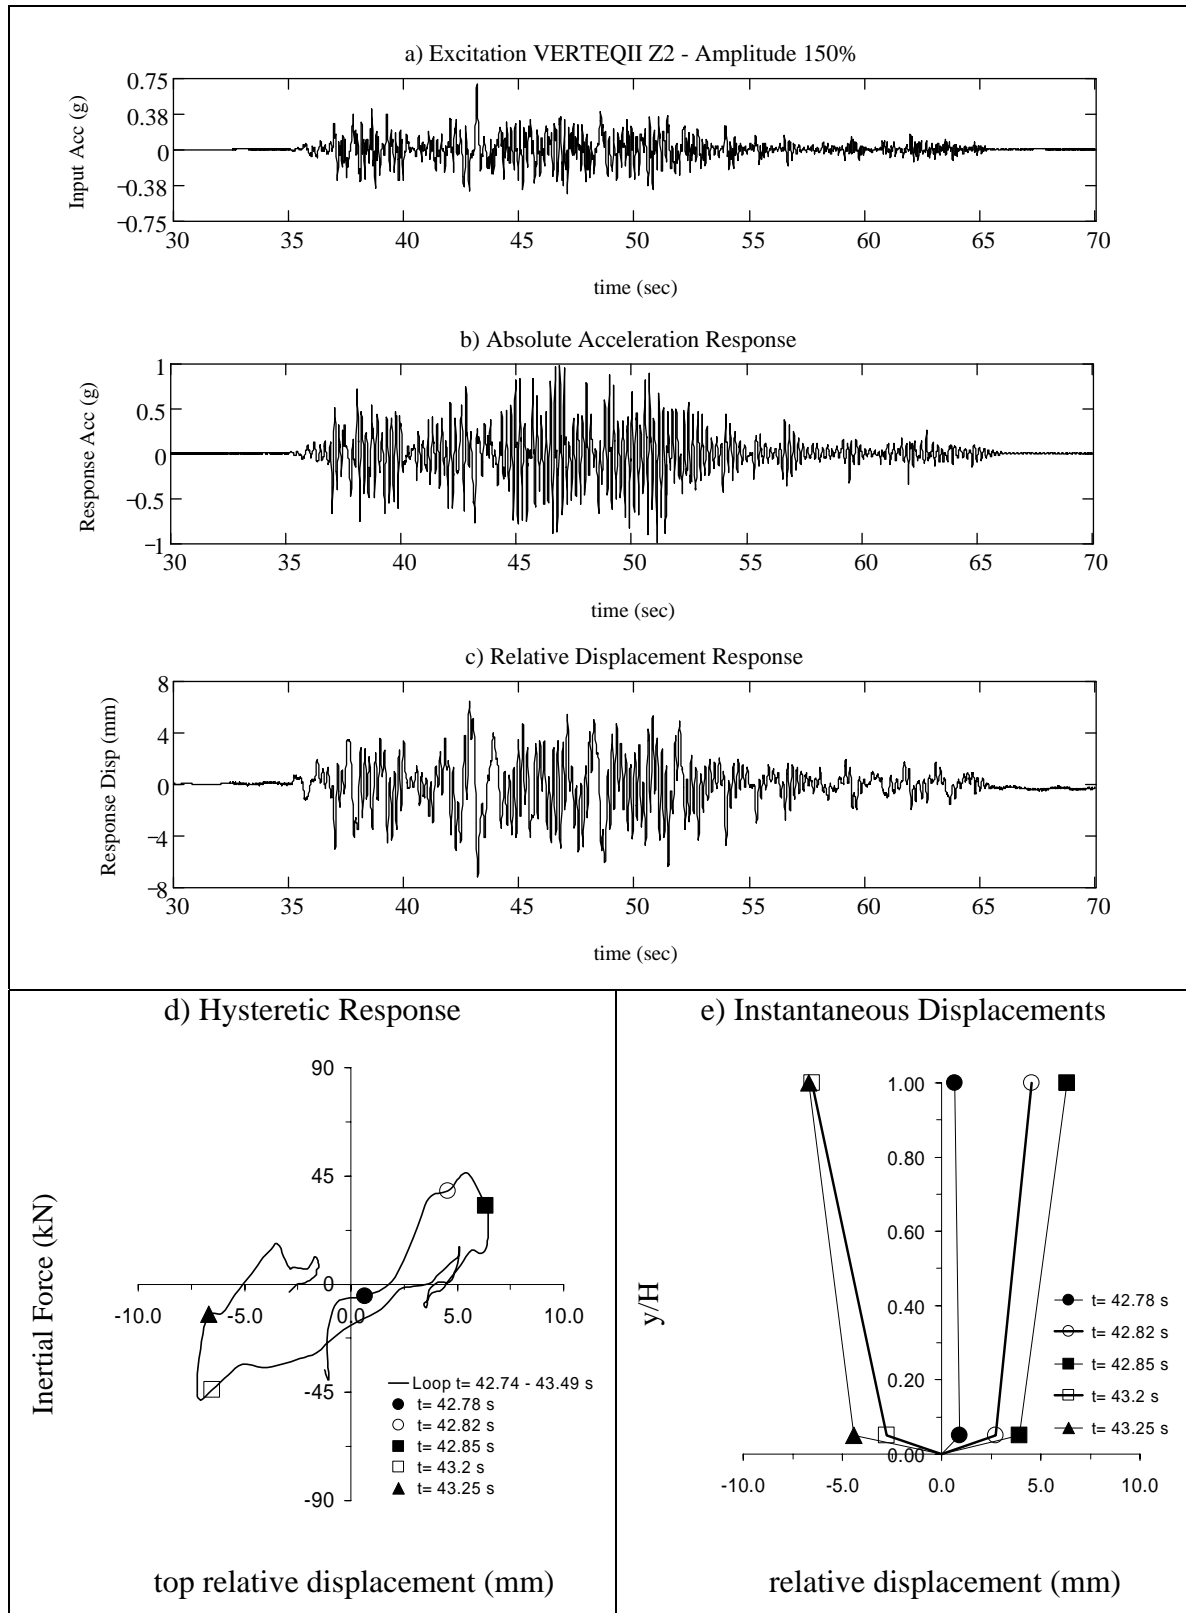 a) Excitation VERTEQII Z2 - Amplitude 150%
Input Acc (g)
0.75
0.38
0
−0.38
−0.75
30 35 40 45 50 55 60 65 70
time (sec)
b) Absolute Acceleration Response
Response Acc (g)
1
0.5
0
−0.5
−1
30 35 40 45 50 55 60 65 70
time (sec)
c) Relative Displacement Response
Response Disp (mm)
8
4
0
−4
−8
30 35 40 45 50 55 60 65 70
time (sec)
d) Hysteretic Response
Inertial Force (kN)
90
45
0
-45
-90
-10.0 -5.0 0.0 5.0 10.0
Loop t= 42.74 - 43.49 s
t= 42.78 s
t= 42.82 s
t= 42.85 s
t= 43.2 s
t= 43.25 s
top relative displacement (mm)
e) Instantaneous Displacements
y/H
1.00
0.80
0.60
0.40
0.20
0.00
-10.0 -5.0 0.0 5.0 10.0
t= 42.78 s
t= 42.82 s
t= 42.85 s
t= 43.2 s
t= 43.25 s
relative displacement (mm)